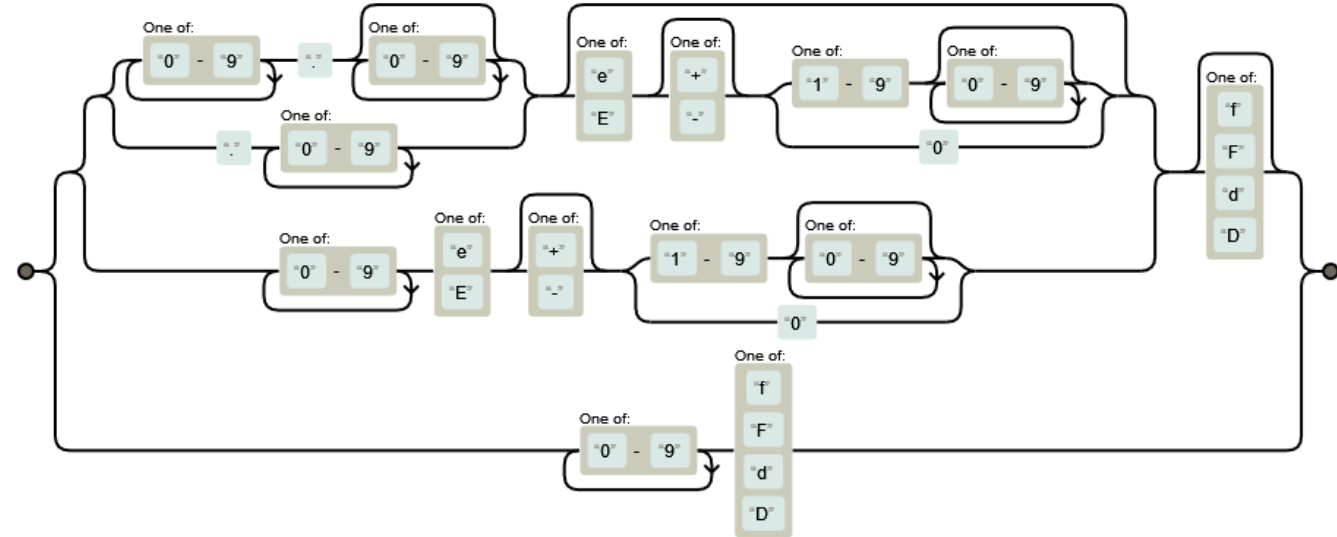 One of:
“0” - “9”
“.”
One of:
“0” - “9”
“.”
One of:
“0” - “9”
One of:
“e”
“E”
One of:
“+”
“-”
One of:
“1” - “9”
One of:
“0” - “9”
“0”
One of:
“0” - “9”
One of:
“e”
“E”
One of:
“+”
“-”
One of:
“1” - “9”
One of:
“0” - “9”
“0”
One of:
“f”
“F”
“d”
“D”
One of:
“0” - “9”
One of:
“f”
“F”
“d”
“D”